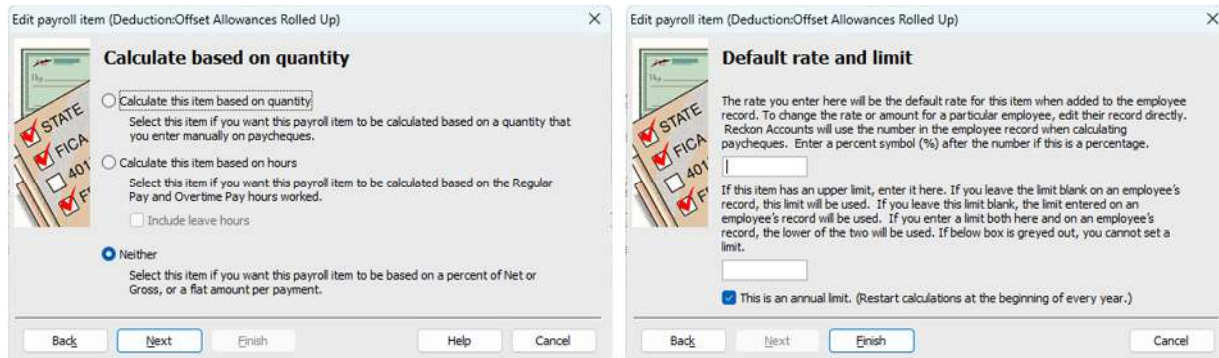 Edit payroll item (Deduction:Offset Allowances Rolled Up)
Calculate based on quantity
STATE
FICA
401
Calculate this item based on quantity
Select this item if you want this payroll item to be calculated based on a quantity that
you enter manually on paycheques.
Calculate this item based on hours
Select this item if you want this payroll item to be calculated based on the Regular
Pay and Overtime Pay hours worked.
Include leave hours
Neither
Select this item if you want this payroll item to be based on a percent of Net or
Gross, or a flat amount per payment.
Back
Next
Finish
Help
Cancel
Edit payroll item (Deduction:Offset Allowances Rolled Up)
Default rate and limit
STATE
FICA
401
The rate you enter here will be the default rate for this item when added to the employee
record. To change the rate or amount for a particular employee, edit their record directly.
Reckon Accounts will use the number in the employee record when calculating
paycheques. Enter a percent symbol (%) after the number if this is a percentage.
If this item has an upper limit, enter it here. If you leave the limit blank on an employee's
record, this limit will be used. If you leave this limit blank, the limit entered on an
employee's record will be used. If you enter a limit both here and on an employee's
record, the lower of the two will be used. If below box is greyed out, you cannot set a
limit.
This is an annual limit. (Restart calculations at the beginning of every year.)
Back
Next
Finish
Cancel